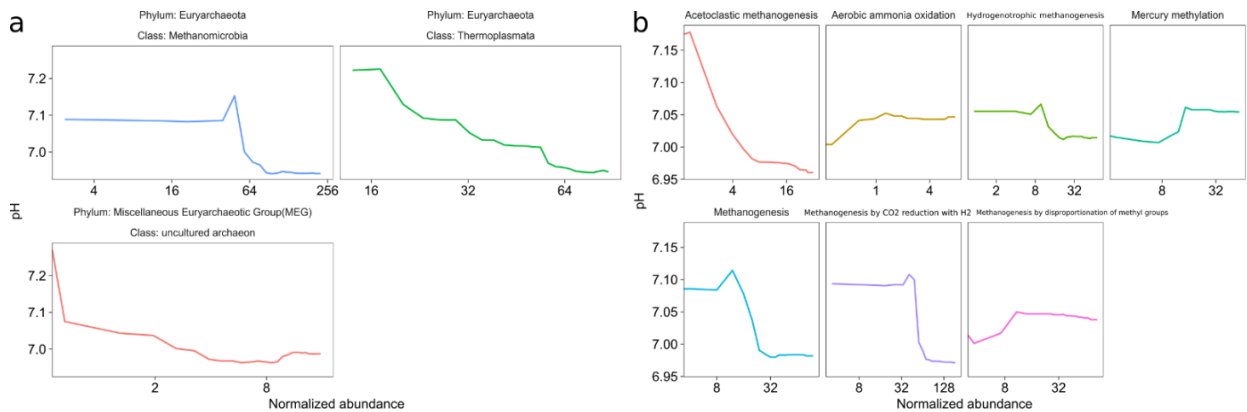 a
Phylum: Euryarchaeota
Class: Methanomicrobia
Phylum: Euryarchaeota
Class: Thermoplasmata
7.2
7.1
7.0
4
16
64
256
16
32
64
pH
Phylum: Miscellaneous Euryarchaeotic Group(MEG)
Class: uncultured archaeon
7.2
7.1
7.0
2
8
Normalized abundance
b
Acetoclastic methanogenesis
Aerobic ammonia oxidation
Hydrogenotrophic methanogenesis
Mercury methylation
7.15
7.10
7.05
7.00
6.95
4
16
1
4
2
8
32
8
32
pH
Methanogenesis
Methanogenesis by CO2 reduction with H2
Methanogenesis by disproportionation of methyl groups
7.15
7.10
7.05
7.00
6.95
8
32
8
32
128
8
32
Normalized abundance